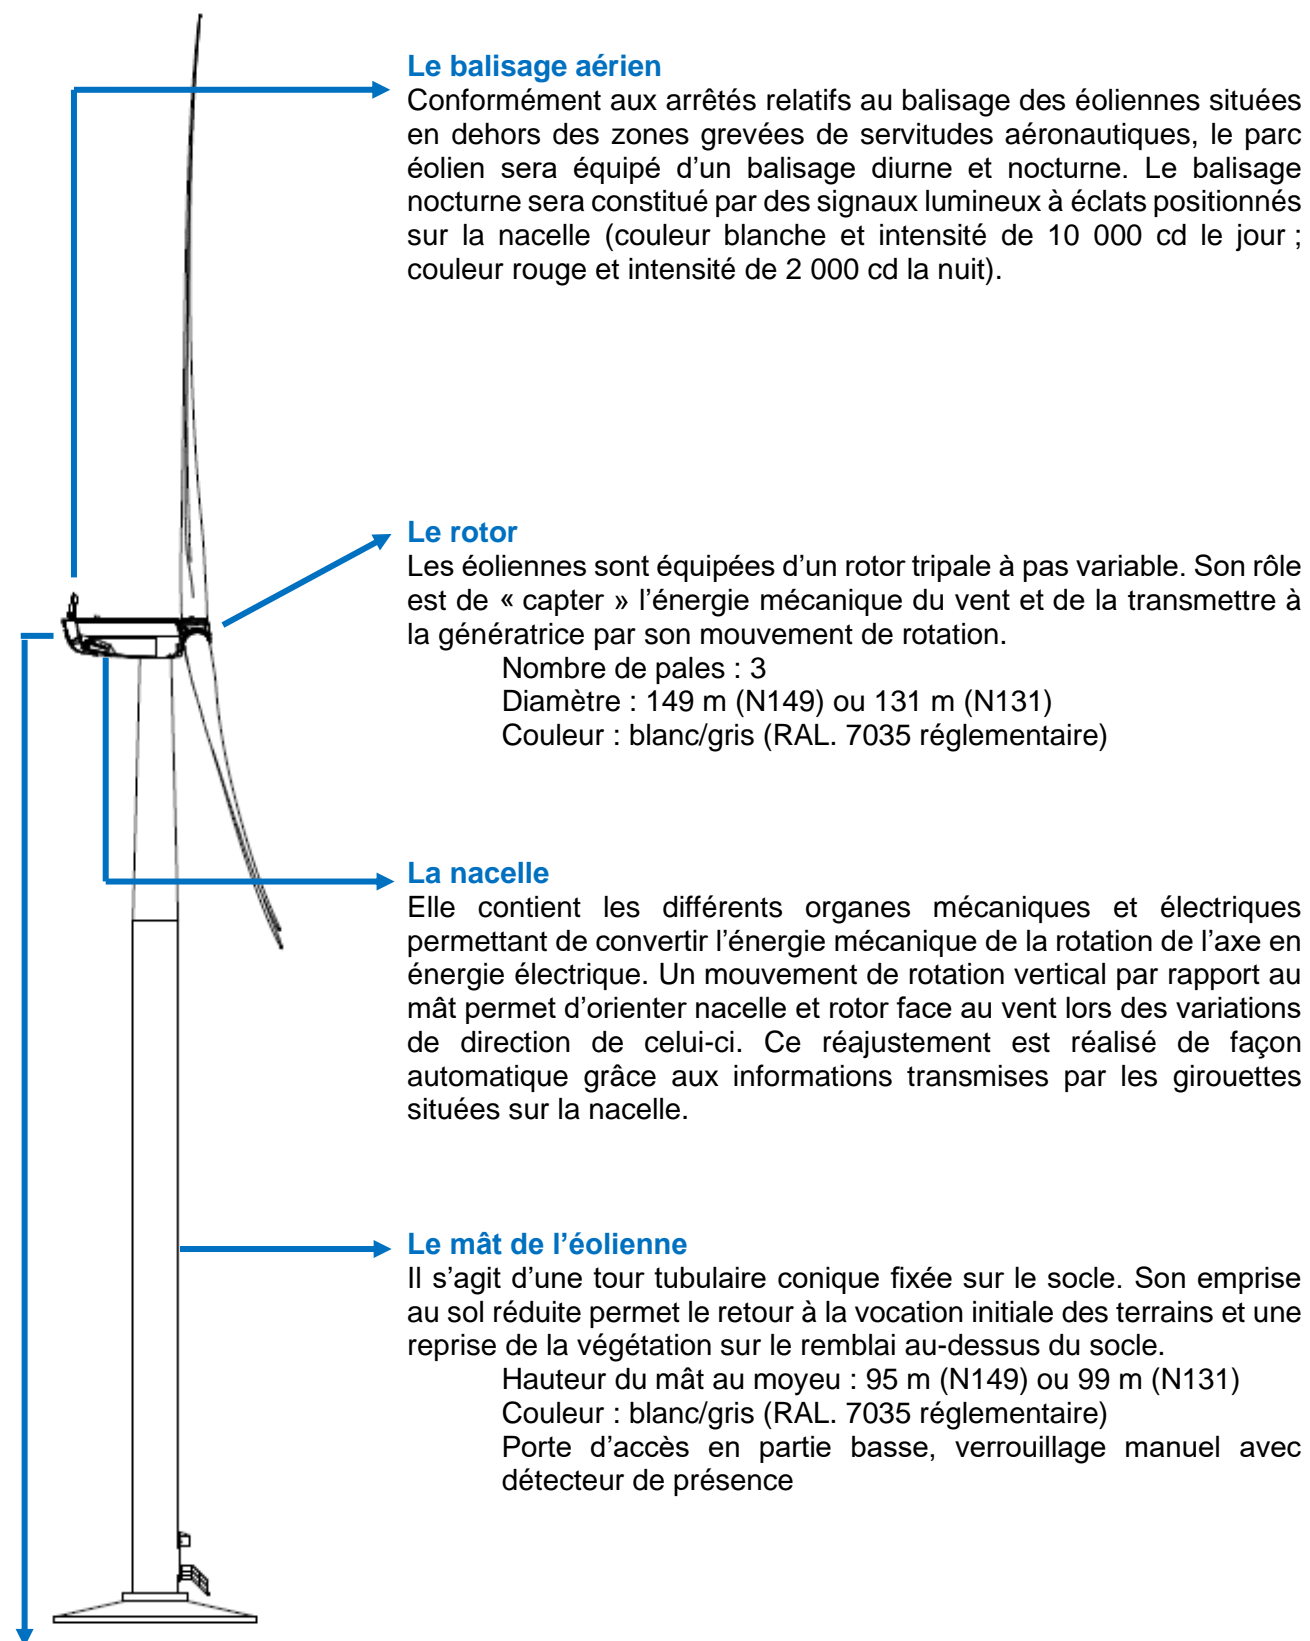 Le balisage aérien
Conformément aux arrêtés relatifs au balisage des éoliennes situées
en dehors des zones grevées de servitudes aéronautiques, le parc
éolien sera équipé d’un balisage diurne et nocturne. Le balisage
nocturne sera constitué par des signaux lumineux à éclats positionnés
sur la nacelle (couleur blanche et intensité de 10 000 cd le jour ;
couleur rouge et intensité de 2 000 cd la nuit).
Le rotor
Les éoliennes sont équipées d’un rotor tripale à pas variable. Son rôle
est de « capter » l’énergie mécanique du vent et de la transmettre à
la génératrice par son mouvement de rotation.
Nombre de pales : 3
Diamètre : 149 m (N149) ou 131 m (N131)
Couleur : blanc/gris (RAL. 7035 réglementaire)
La nacelle
Elle contient les différents organes mécaniques et électriques
permettant de convertir l’énergie mécanique de la rotation de l’axe en
énergie électrique. Un mouvement de rotation vertical par rapport au
mât permet d’orienter nacelle et rotor face au vent lors des variations
de direction de celui-ci. Ce réajustement est réalisé de façon
automatique grâce aux informations transmises par les girouettes
situées sur la nacelle.
Le mât de l’éolienne
Il s’agit d’une tour tubulaire conique fixée sur le socle. Son emprise
au sol réduite permet le retour à la vocation initiale des terrains et une
reprise de la végétation sur le remblai au-dessus du socle.
Hauteur du mât au moyeu : 95 m (N149) ou 99 m (N131)
Couleur : blanc/gris (RAL. 7035 réglementaire)
Porte d’accès en partie basse, verrouillage manuel avec
détecteur de présence